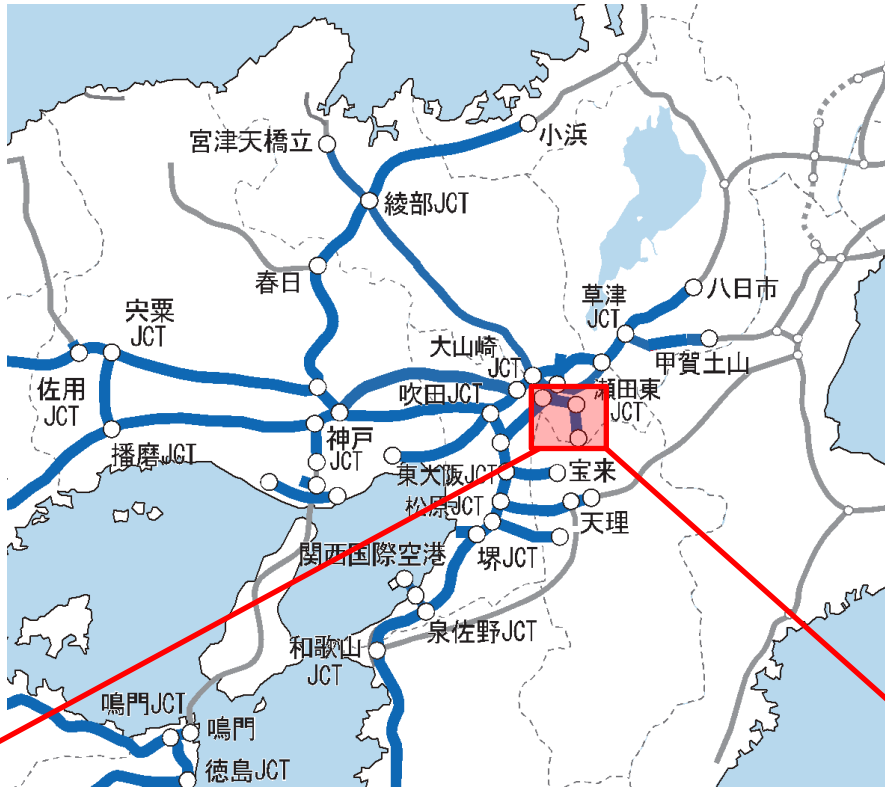 小浜
宮津天橋立
綾部JCT
春日
草津
JCT
八日市
宍粟
JCT
大山崎
JCT
甲賀土山
佐用
JCT
吹田JCT
瀬田東
JCT
播磨JCT
神戸
JCT
東大阪JCT
宝来
松原JCT
天理
関西国際空港
堺JCT
泉佐野JCT
和歌山
JCT
鳴門JCT
鳴門
徳島JCT